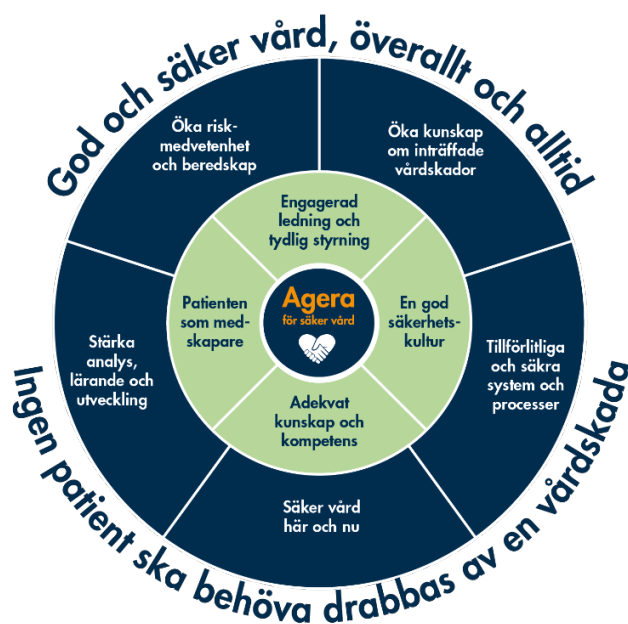 God och säker vård, överallt och alltid
Öka risk-
medvetenhet
och beredskap
Öka kunskap
om inträffade
vårdskador
Engagerad
ledning och
tydlig styrning
Patienten
som med-
skapare
Agera
för säker vård
En god
säkerhets-
kultur
Stärka
analys,
lärande och
utveckling
Tillförlitliga
och säkra
system och
processer
Adekvat
kunskap och
kompetens
Säker vård
här och nu
Ingen patient ska behöva drabbas av en vårdskada